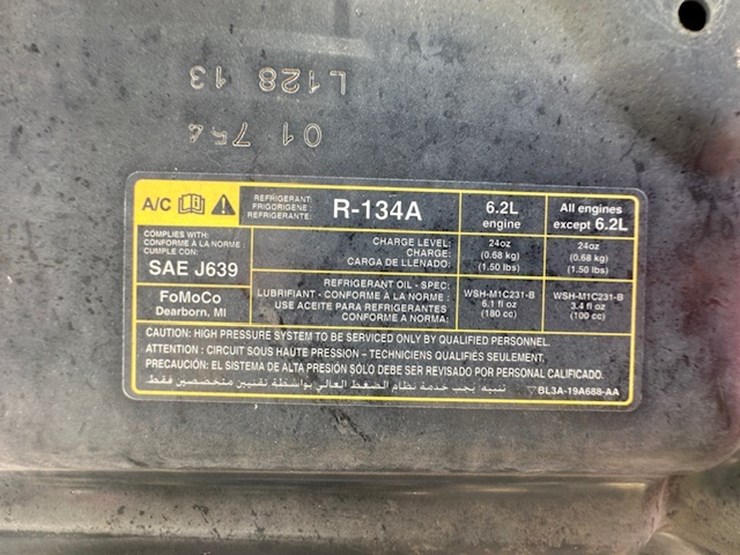 L128 13
01 754
A/C
REFRIGERANT:
FRIGORIGENE:
REFRIGERANTE:
R-134A
6.2L
engine
All engines
except 6.2L
COMPLIES WITH:
CONFORME A LA NORME:
CUMPLE CON:
SAE J639
CHARGE LEVEL:
CHARGE:
CARGA DE LLENADO:
24oz
(0.68 kg)
(1.50 lbs)
24oz
(0.68 kg)
(1.50 lbs)
FoMoCo
Dearborn, MI
REFRIGERANT OIL - SPEC:
LUBRIFIANT - CONFORME À LA NORME :
USE ACEITE PARA REFRIGERANTES
CONFORME A NORMA:
WSH-M1C231-B
6.1 fl oz
(180 cc)
WSH-M1C231-B
3.4 fl oz
(100 cc)
CAUTION: HIGH PRESSURE SYSTEM TO BE SERVICED ONLY BY QUALIFIED PERSONNEL.
ATTENTION : CIRCUIT SOUS HAUTE PRESSION - TECHNICIENS QUALIFIÉS SEULEMENT.
PRECAUCIÓN: EL SISTEMA DE ALTA PRESIÓN SÓLO DEBE SER REVISADO POR PERSONAL CALIFICADO.
تنبيه يجب خدمة نظام الضغط العالي بواسطة تقنيين متخصصين فقط
BL3A-19A688-AA